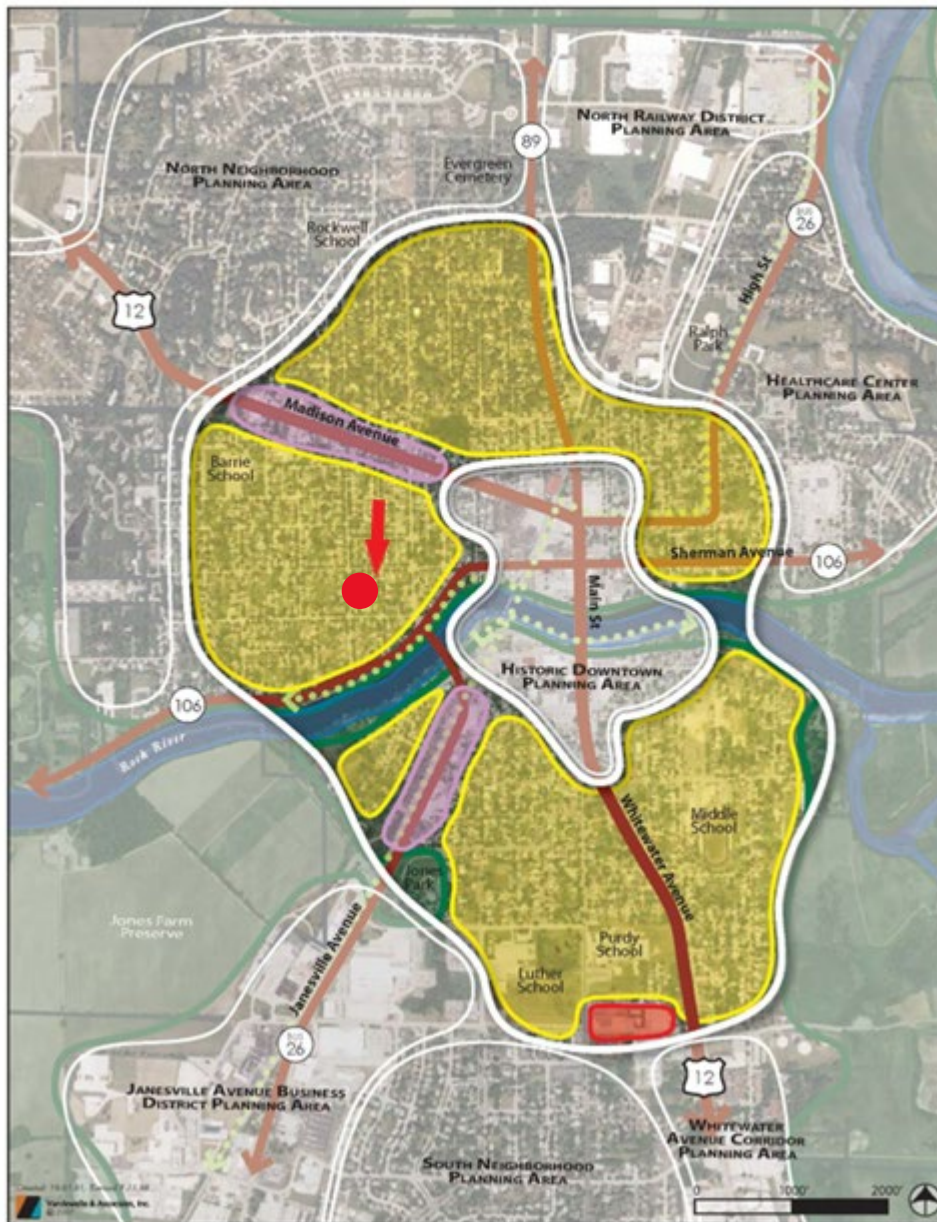 NORTH RAILWAY DISTRICT
PLANNING AREA
89
Evergreen
Cemetery
NORTH NEIGHBORHOOD
PLANNING AREA
Rockwell
School
BUS
26
High St
12
Ralph
Park
HEALTHCARE CENTER
PLANNING AREA
Madison Avenue
Barrie
School
Sherman Avenue
106
Main St
HISTORIC DOWNTOWN
PLANNING AREA
106
Rock River
Whitewater Avenue
Middle
School
Jones
Park
Jones Farm
Preserve
Purdy
School
Luther
School
Janesville Avenue
BUS
26
12
JANESVILLE AVENUE BUSINESS
DISTRICT PLANNING AREA
WHITEWATER
AVENUE CORRIDOR
PLANNING AREA
SOUTH NEIGHBORHOOD
PLANNING AREA
Vandewalle & Associates, Inc.
0 1000' 2000'